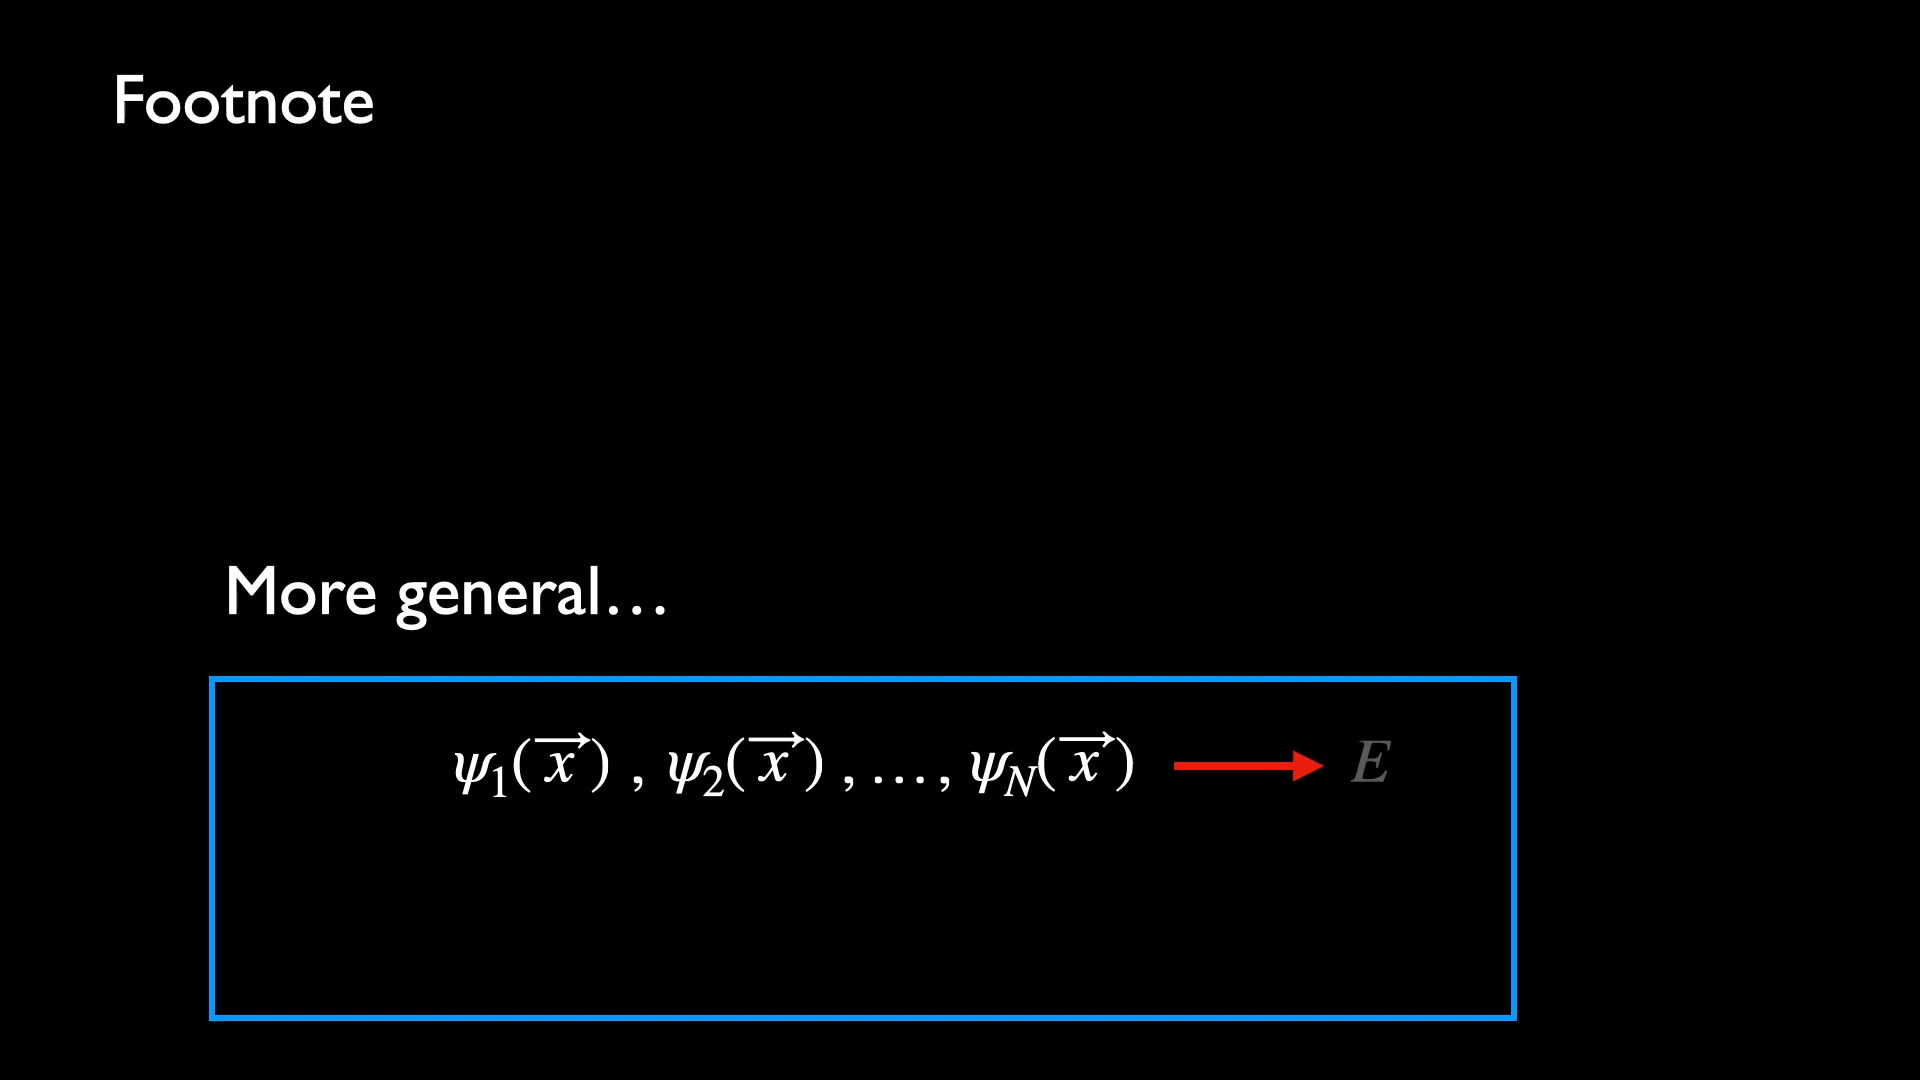 Footnote
More general…
ψ₁(x⃗) , ψ₂(x⃗) , … , ψ_N(x⃗) → E